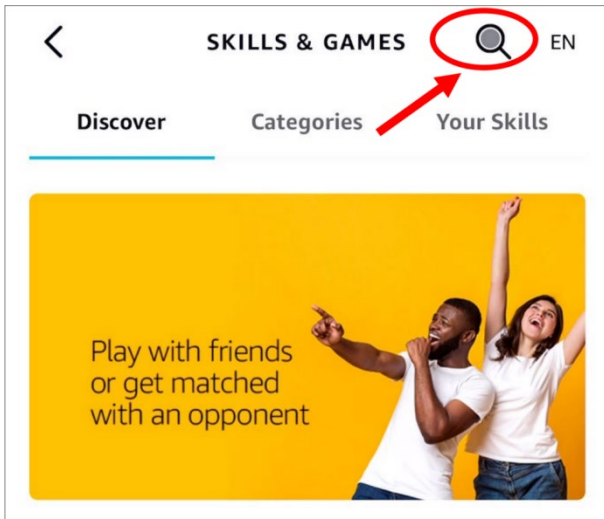 SKILLS & GAMES EN
Discover Categories Your Skills
Play with friends
or get matched
with an opponent